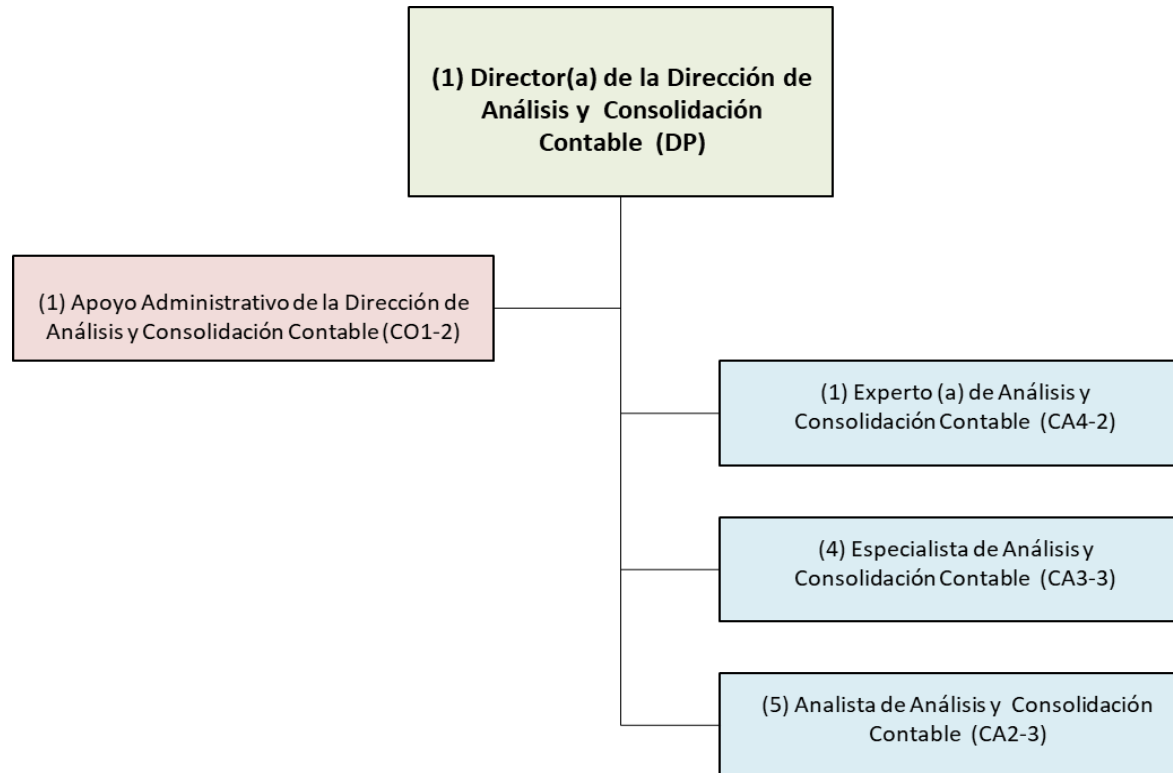 (1) Director(a) de la Dirección de
Análisis y Consolidación
Contable (DP)
(1) Apoyo Administrativo de la Dirección de
Análisis y Consolidación Contable (CO1-2)
(1) Experto (a) de Análisis y
Consolidación Contable (CA4-2)
(4) Especialista de Análisis y
Consolidación Contable (CA3-3)
(5) Analista de Análisis y Consolidación
Contable (CA2-3)